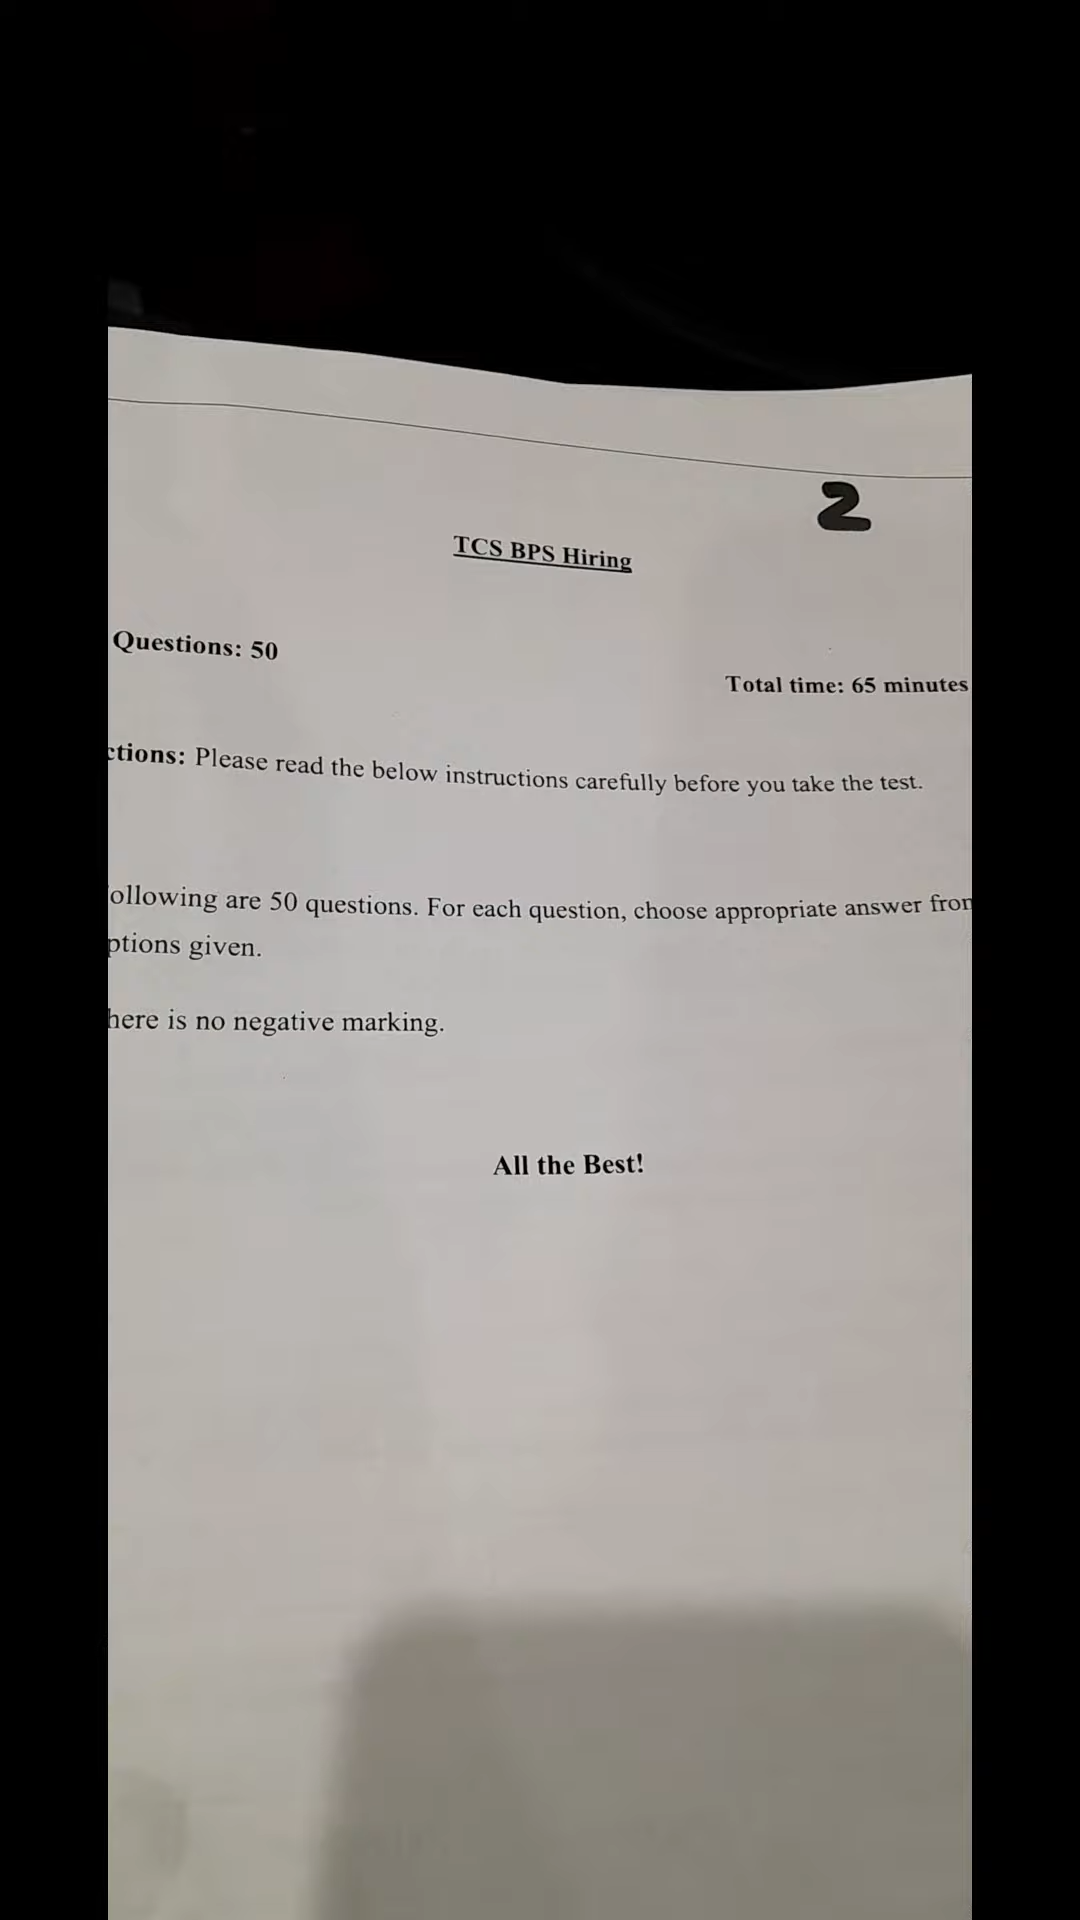 2
TCS BPS Hiring
Questions: 50
Total time: 65 minutes
ctions: Please read the below instructions carefully before you take the test.
ollowing are 50 questions. For each question, choose appropriate answer fron
ptions given.
here is no negative marking.
All the Best!